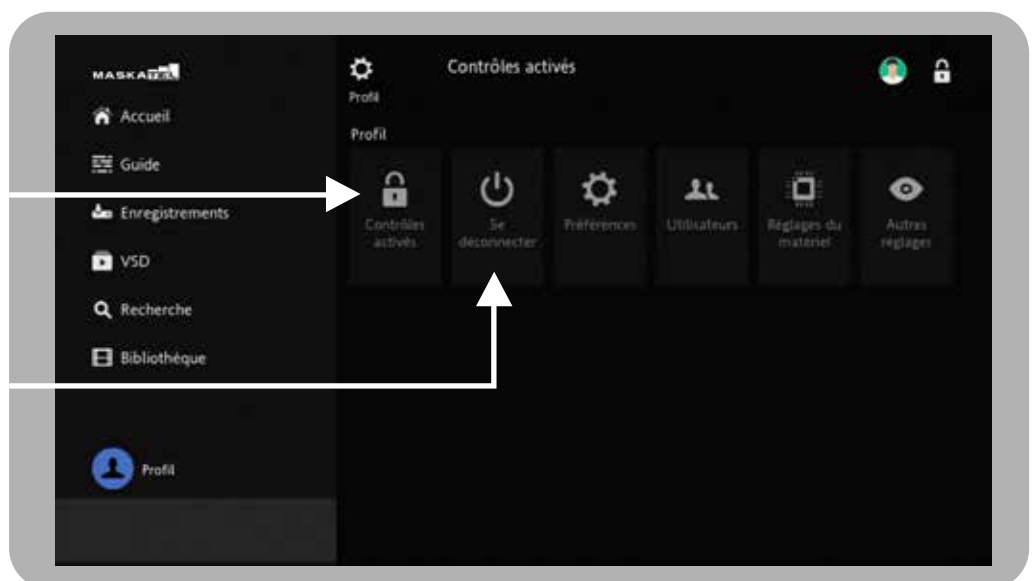 MASKATEL
Accueil
Guide
Enregistrements
VSD
Recherche
Bibliothèque
Profil
Contrôles activés
Profil
Profil
Contrôles
activés
Se
déconnecter
Préférences
Utilisateurs
Réglages du
matériel
Autres
réglages